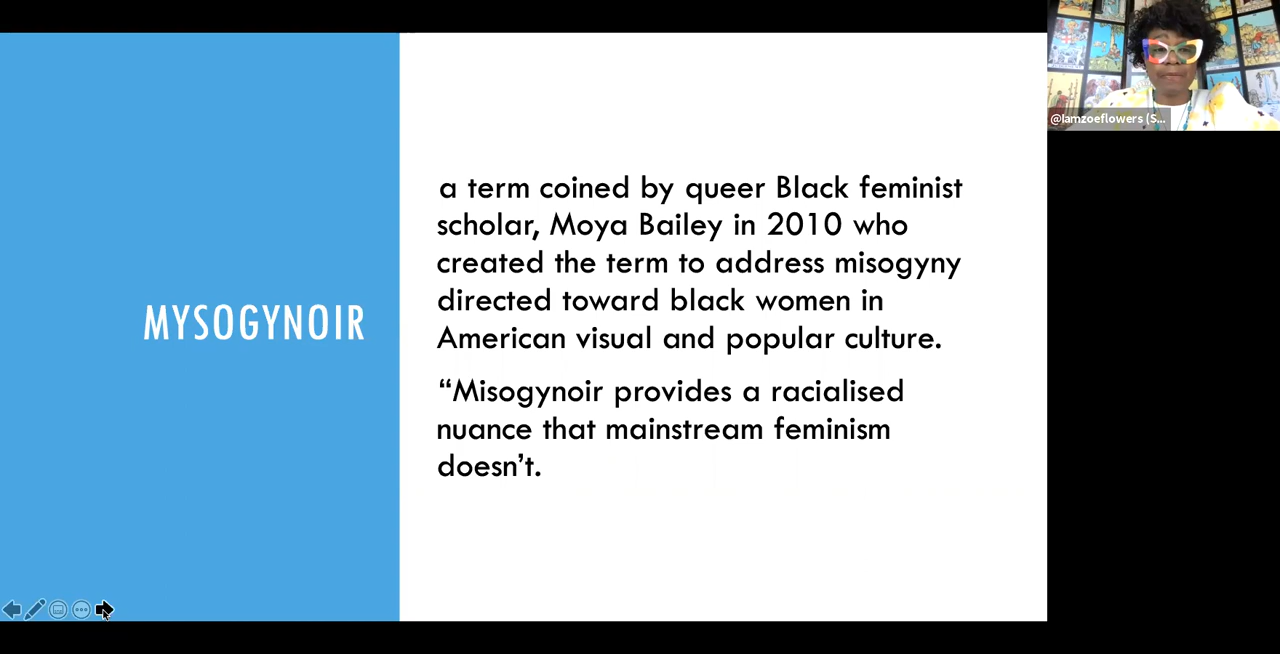 @Iamzoeflowers (S...
MYSOGYNOIR
a term coined by queer Black feminist
scholar, Moya Bailey in 2010 who
created the term to address misogyny
directed toward black women in
American visual and popular culture.
“Misogynoir provides a racialised
nuance that mainstream feminism
doesn’t.